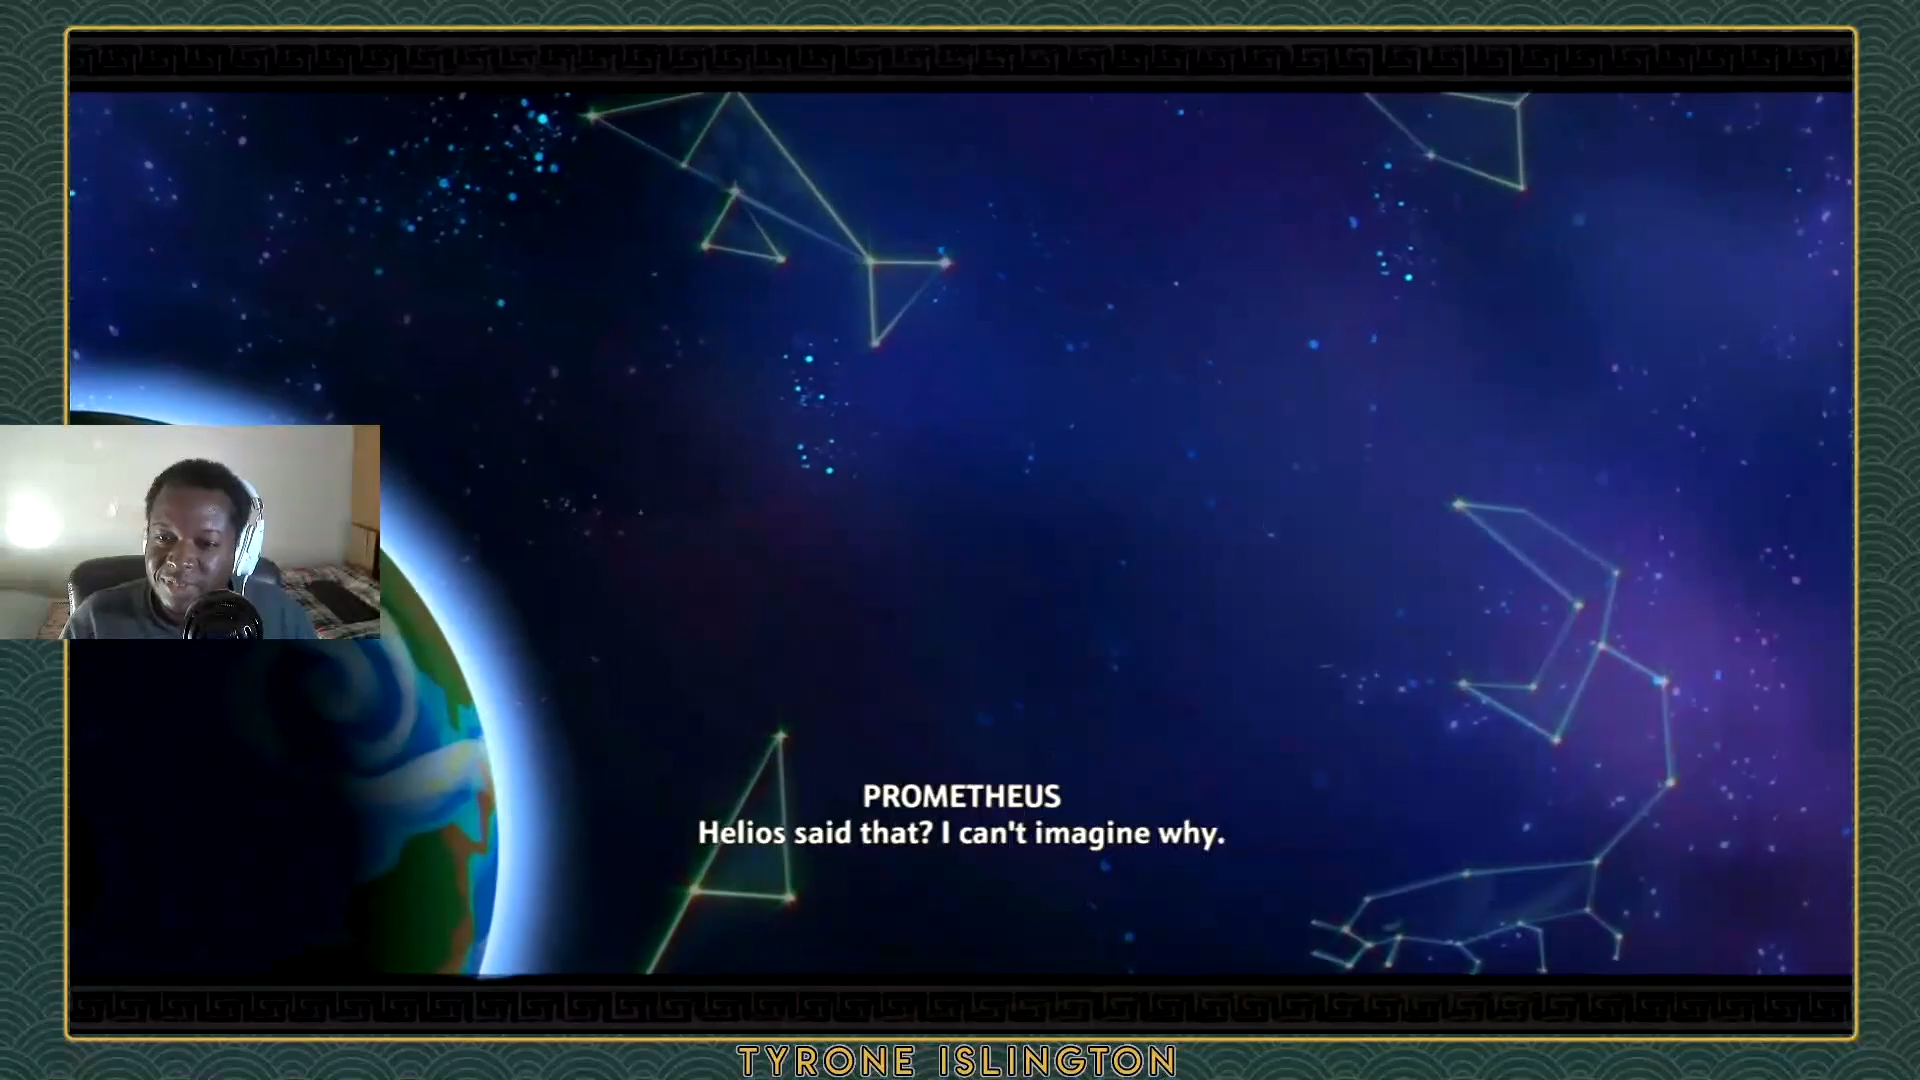 PROMETHEUS
Helios said that? I can't imagine why.
TYRONE ISLINGTON